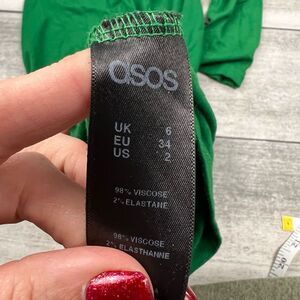 asos
UK 6
EU 34
US 2
98% VISCOSE
2% ELASTANE
98% VISCOSE
2% ELASTHANNE